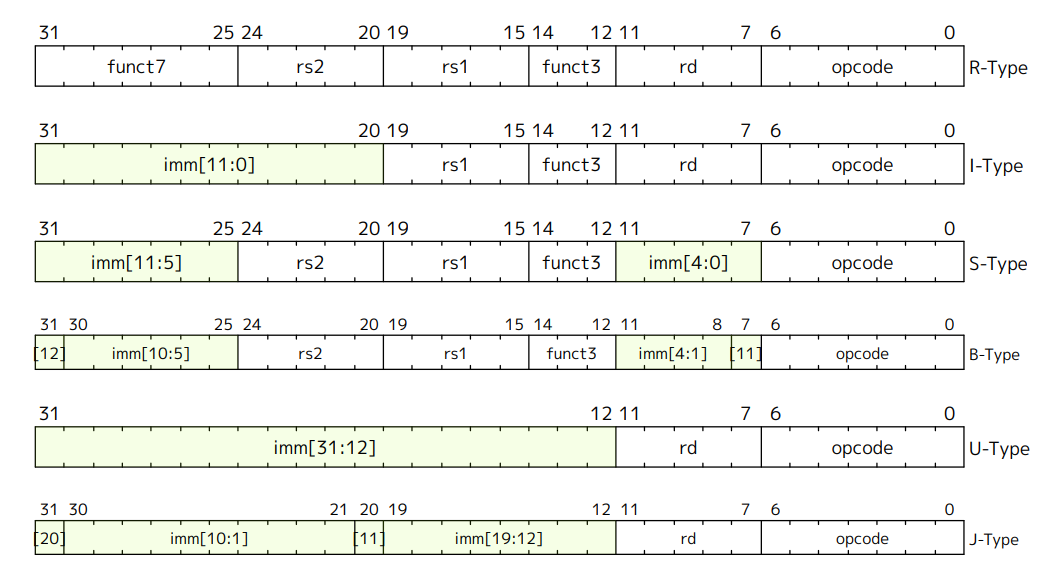 31 25 24 20 19 15 14 12 11 7 6 0
funct7 rs2 rs1 funct3 rd opcode R-Type
31 20 19 15 14 12 11 7 6 0
imm[11:0] rs1 funct3 rd opcode I-Type
31 25 24 20 19 15 14 12 11 7 6 0
imm[11:5] rs2 rs1 funct3 imm[4:0] opcode S-Type
31 30 25 24 20 19 15 14 12 11 8 7 6 0
[12] imm[10:5] rs2 rs1 funct3 imm[4:1] [11] opcode B-Type
31 12 11 7 6 0
imm[31:12] rd opcode U-Type
31 30 21 20 19 12 11 7 6 0
[20] imm[10:1] [11] imm[19:12] rd opcode J-Type